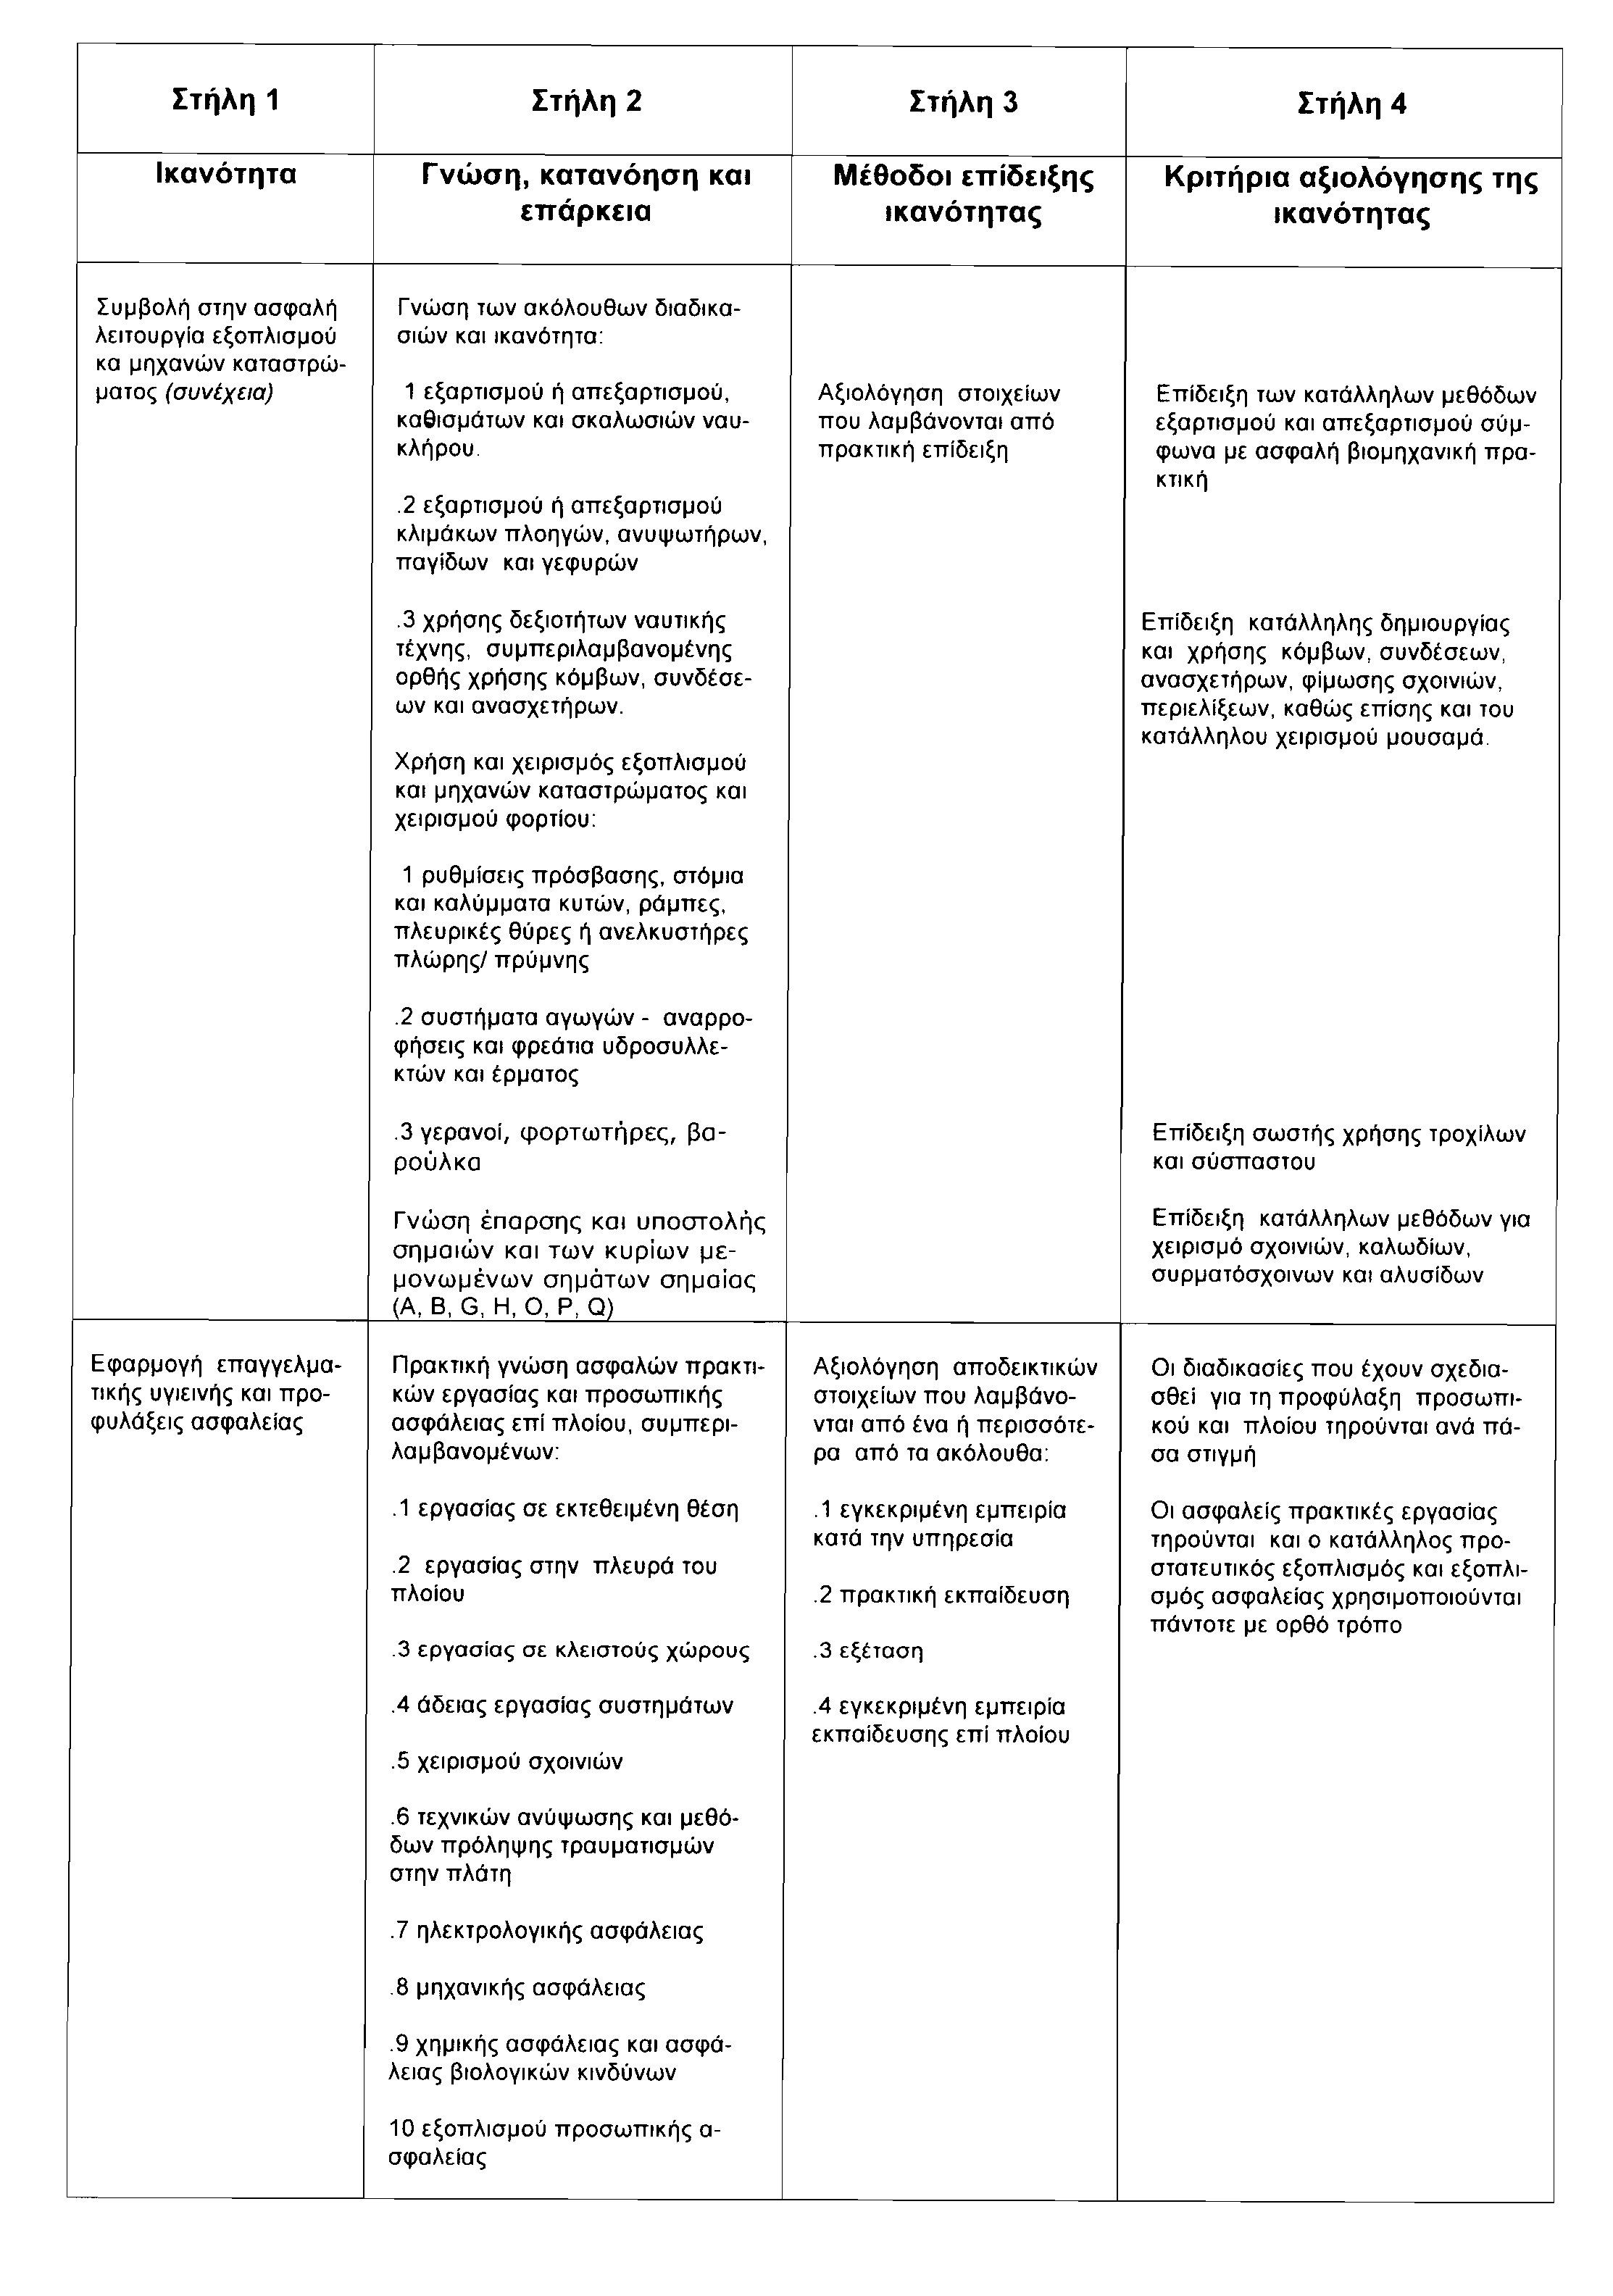 Στήλη 1
Στήλη 2
Στήλη 3
Στήλη 4
Ικανότητα
Γνώση, κατανόηση και
επάρκεια
Μέθοδοι επίδειξης
ικανότητας
Κριτήρια αξιολόγησης της
ικανότητας
Συμβολή στην ασφαλή
λειτουργία εξοπλισμού
κα μηχανών καταστρώ-
ματος (συνέχεια)
Γνώση των ακόλουθων διαδικα-
σιών και ικανότητα:
1 εξαρτισμού ή απεξαρτισμού,
καθισμάτων και σκαλωσιών ναυ-
κλήρου.
.2 εξαρτισμού ή απεξαρτισμού
κλιμάκων πλοηγών, ανυψωτήρων,
παγίδων και γεφυρών
.3 χρήσης δεξιοτήτων ναυτικής
τέχνης, συμπεριλαμβανομένης
ορθής χρήσης κόμβων, συνδέσε-
ων και ανασχετήρων.
Χρήση και χειρισμός εξοπλισμού
και μηχανών καταστρώματος και
χειρισμού φορτίου:
1 ρυθμίσεις πρόσβασης, στόμια
και καλύμματα κυτών, ράμπες,
πλευρικές θύρες ή ανελκυστήρες
πλώρης/ πρύμνης
.2 συστήματα αγωγών - αναρρο-
φήσεις και φρεάτια υδροσυλλε-
κτών και έρματος
.3 γερανοί, φορτωτήρες, βα-
ρούλκα
Γνώση έπαρσης και υποστολής
σημαιών και των κυρίων με-
μονωμένων σημάτων σημαίας
(A, B, G, H, O, P, Q)
Αξιολόγηση στοιχείων
που λαμβάνονται από
πρακτική επίδειξη
Επίδειξη των κατάλληλων μεθόδων
εξαρτισμού και απεξαρτισμού σύμ-
φωνα με ασφαλή βιομηχανική πρα-
κτική
Επίδειξη κατάλληλης δημιουργίας
και χρήσης κόμβων, συνδέσεων,
ανασχετήρων, φίμωσης σχοινιών,
περιελίξεων, καθώς επίσης και του
κατάλληλου χειρισμού μουσαμά.
Επίδειξη σωστής χρήσης τροχίλων
και σύσπαστου
Επίδειξη κατάλληλων μεθόδων για
χειρισμό σχοινιών, καλωδίων,
συρματόσχοινων και αλυσίδων
Εφαρμογή επαγγελμα-
τικής υγιεινής και προ-
φυλάξεις ασφαλείας
Πρακτική γνώση ασφαλών πρακτι-
κών εργασίας και προσωπικής
ασφάλειας επί πλοίου, συμπερι-
λαμβανομένων:
.1 εργασίας σε εκτεθειμένη θέση
.2 εργασίας στην πλευρά του
πλοίου
.3 εργασίας σε κλειστούς χώρους
.4 άδειας εργασίας συστημάτων
.5 χειρισμού σχοινιών
.6 τεχνικών ανύψωσης και μεθό-
δων πρόληψης τραυματισμών
στην πλάτη
.7 ηλεκτρολογικής ασφάλειας
.8 μηχανικής ασφάλειας
.9 χημικής ασφάλειας και ασφά-
λειας βιολογικών κινδύνων
10 εξοπλισμού προσωπικής α-
σφαλείας
Αξιολόγηση αποδεικτικών
στοιχείων που λαμβάνο-
νται από ένα ή περισσότε-
ρα από τα ακόλουθα:
.1 εγκεκριμένη εμπειρία
κατά την υπηρεσία
.2 πρακτική εκπαίδευση
.3 εξέταση
.4 εγκεκριμένη εμπειρία
εκπαίδευσης επί πλοίου
Οι διαδικασίες που έχουν σχεδια-
σθεί για τη προφύλαξη προσωπι-
κού και πλοίου τηρούνται ανά πά-
σα στιγμή
Οι ασφαλείς πρακτικές εργασίας
τηρούνται και ο κατάλληλος προ-
στατευτικός εξοπλισμός και εξοπλι-
σμός ασφαλείας χρησιμοποιούνται
πάντοτε με ορθό τρόπο